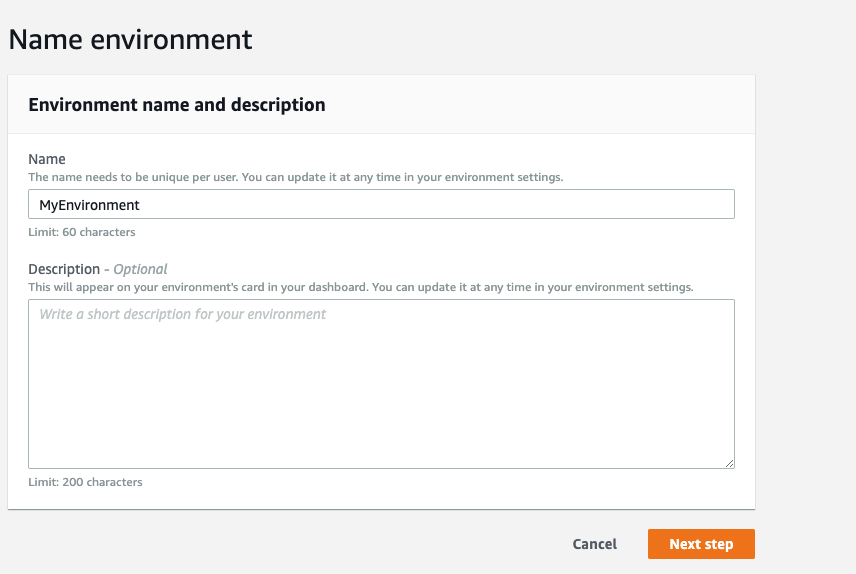 Name environment
Environment name and description
Name
The name needs to be unique per user. You can update it at any time in your environment settings.
MyEnvironment
Limit: 60 characters
Description - Optional
This will appear on your environment's card in your dashboard. You can update it at any time in your environment settings.
Write a short description for your environment
Limit: 200 characters
Cancel Next step